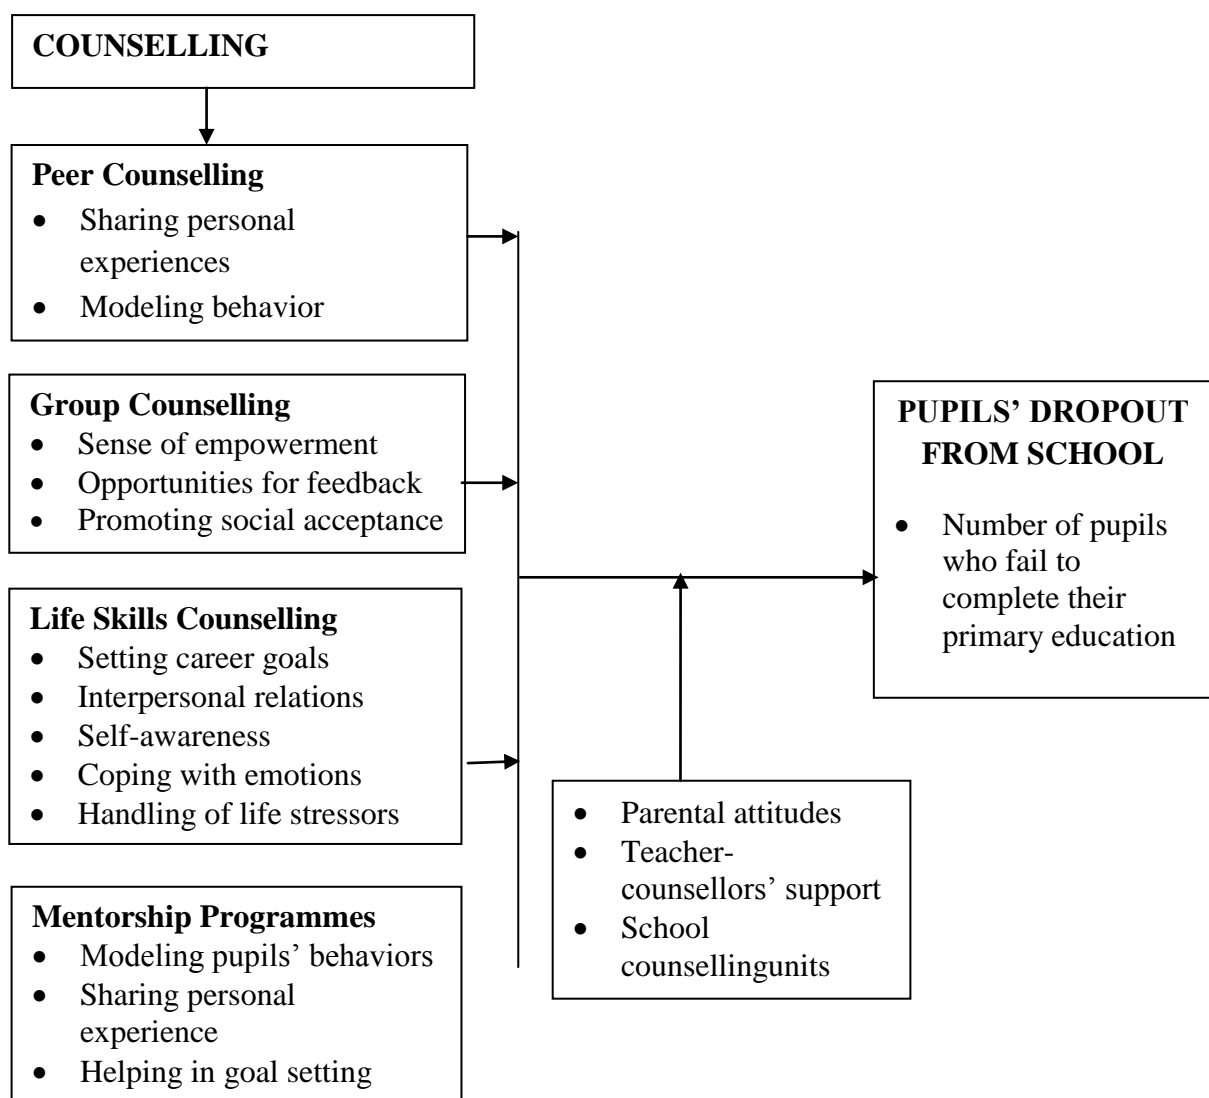 COUNSELLING
Peer Counselling
• Sharing personal
experiences
• Modeling behavior
Group Counselling
• Sense of empowerment
• Opportunities for feedback
• Promoting social acceptance
Life Skills Counselling
• Setting career goals
• Interpersonal relations
• Self-awareness
• Coping with emotions
• Handling of life stressors
Mentorship Programmes
• Modeling pupils’ behaviors
• Sharing personal
experience
• Helping in goal setting
• Parental attitudes
• Teacher-
counsellors’ support
• School
counsellingunits
PUPILS’ DROPOUT
FROM SCHOOL
• Number of pupils
who fail to
complete their
primary education